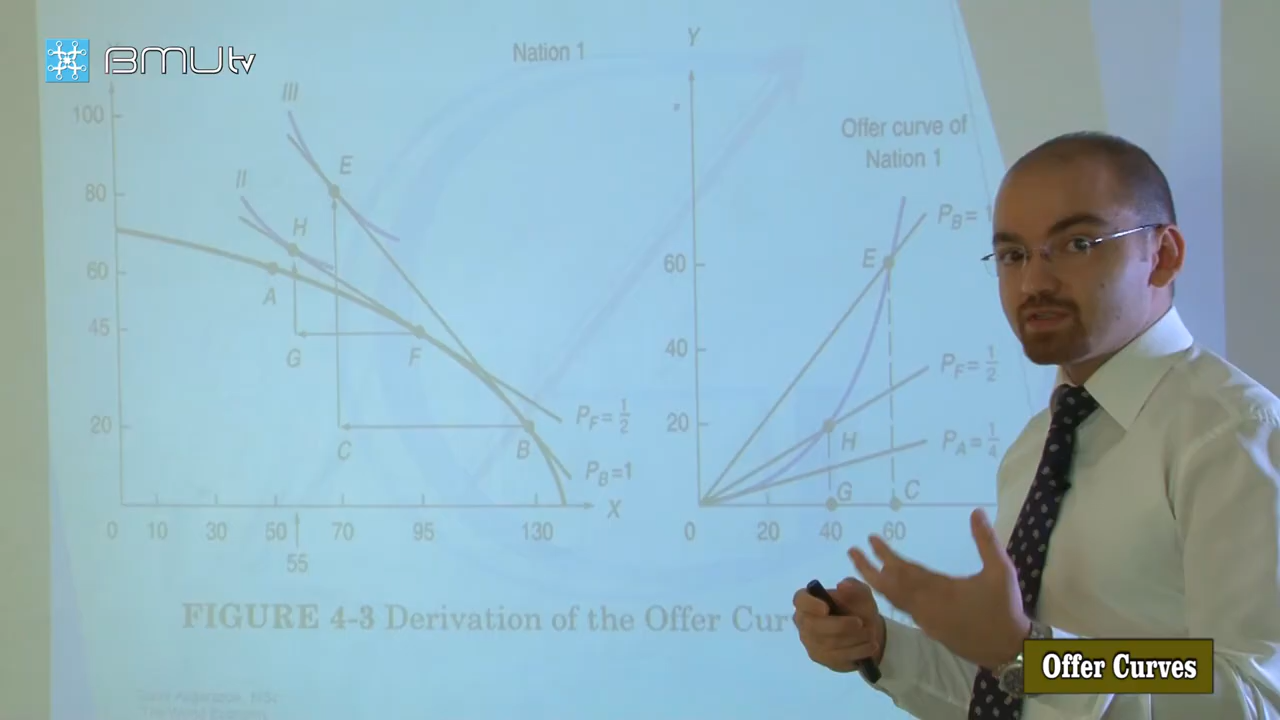 BMUtv
Nation 1
III
100
E
80
II
H
60
A
45
G
F
20
C
B
P_F = 1/2
P_B = 1
X
0 10 30 50 70 95 130
55
Y
Offer curve of
Nation 1
P_B = 1
E
60
40
P_F = 1/2
20
H
P_A = 1/4
G
C
0 20 40 60
FIGURE 4-3 Derivation of the Offer Cur
Offer Curves